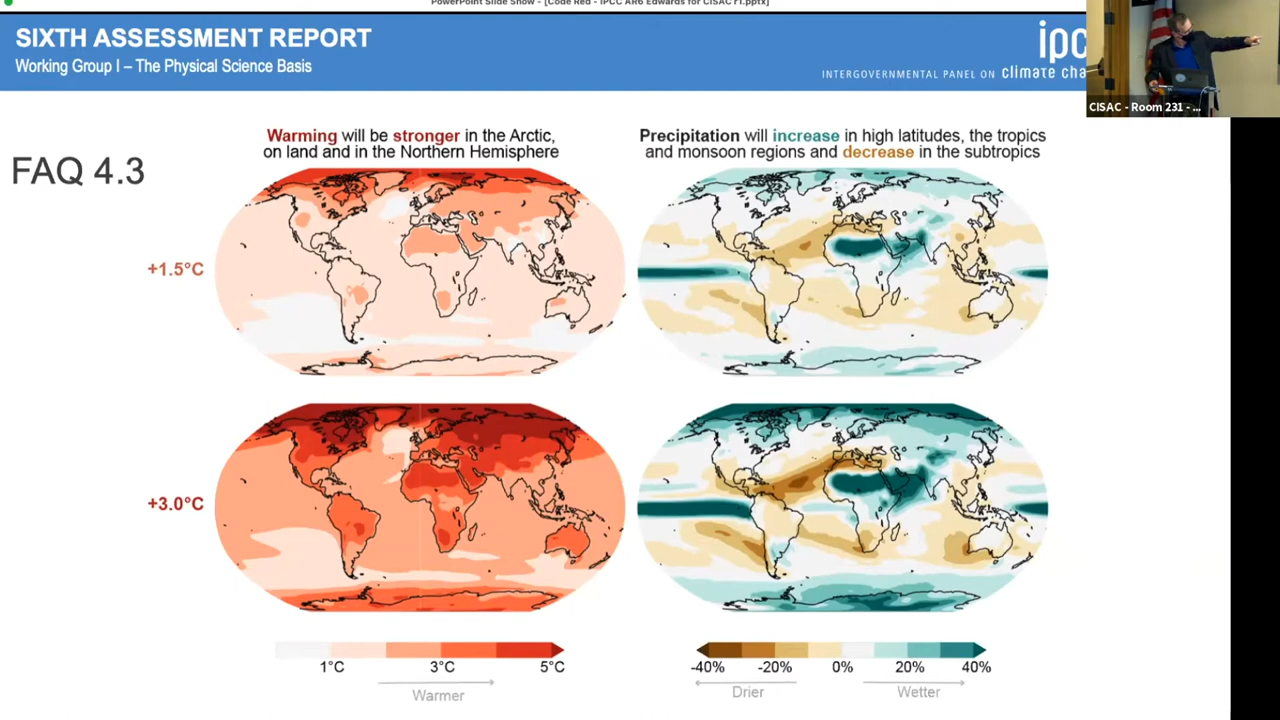 PowerPoint Slide Show - [Code Red - IPCC AR6 Edwards for CISAC r1.pptx]
SIXTH ASSESSMENT REPORT
Working Group I – The Physical Science Basis
ipc
INTERGOVERNMENTAL PANEL ON climate cha
CISAC - Room 231 - ...
FAQ 4.3
Warming will be stronger in the Arctic,
on land and in the Northern Hemisphere
Precipitation will increase in high latitudes, the tropics
and monsoon regions and decrease in the subtropics
+1.5°C
+3.0°C
1°C 3°C 5°C
Warmer
-40% -20% 0% 20% 40%
Drier Wetter